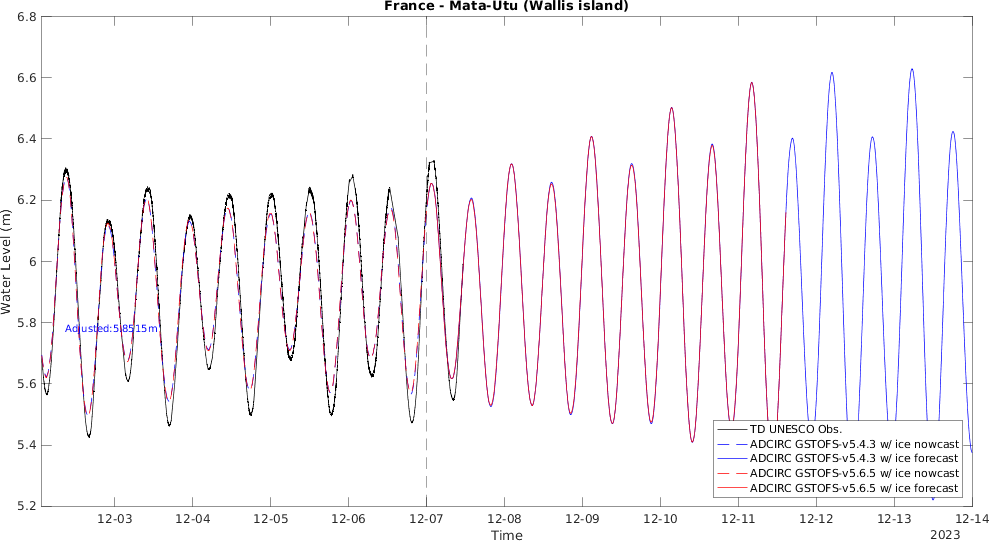 France - Mata-Utu (Wallis island)
6.8
6.6
6.4
6.2
6
5.8
5.6
5.4
5.2
Water Level (m)
Adjusted:5.8515m
TD UNESCO Obs.
ADCIRC GSTOFS-v5.4.3 w/ ice nowcast
ADCIRC GSTOFS-v5.4.3 w/ ice forecast
ADCIRC GSTOFS-v5.6.5 w/ ice nowcast
ADCIRC GSTOFS-v5.6.5 w/ ice forecast
12-03 12-04 12-05 12-06 12-07 12-08 12-09 12-10 12-11 12-12 12-13 12-14
Time
2023